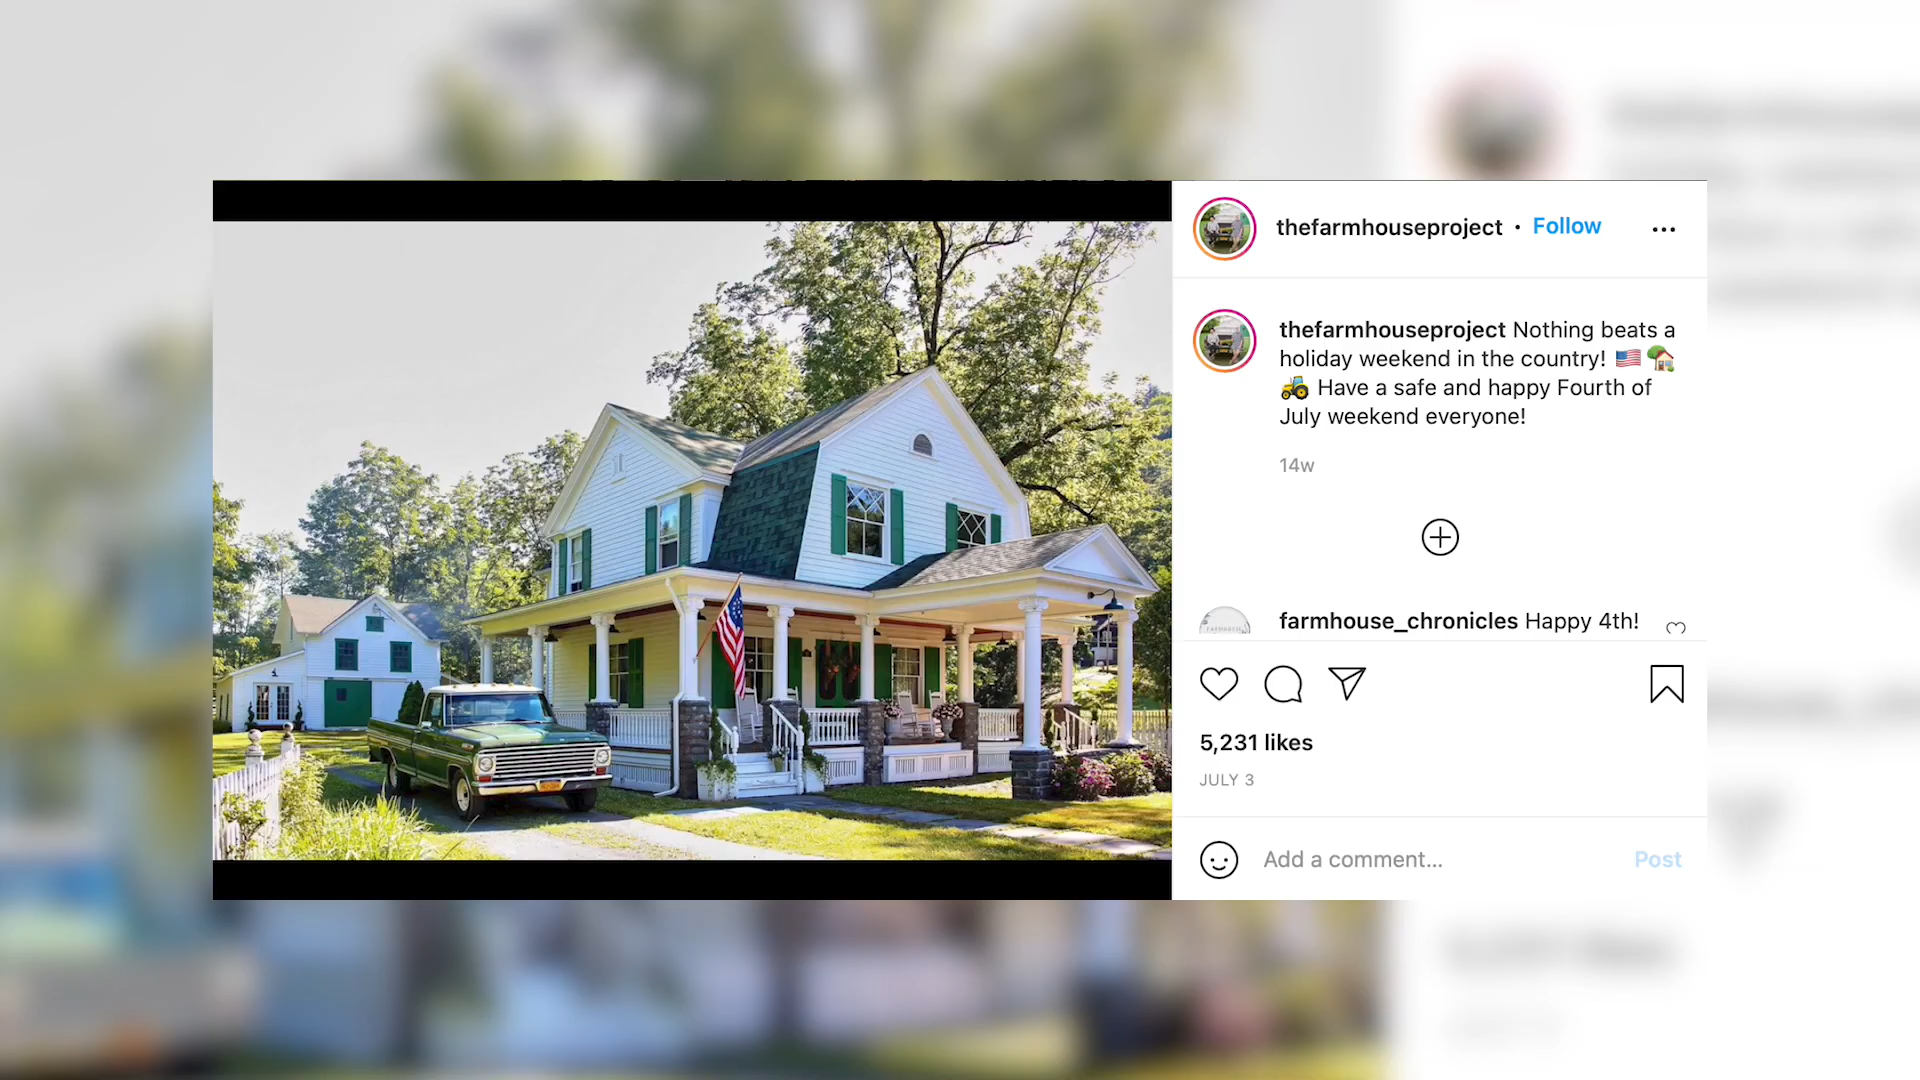 thefarmhouseproject • Follow
thefarmhouseproject Nothing beats a
holiday weekend in the country! 🇺🇸 🏡
🚜 Have a safe and happy Fourth of
July weekend everyone!
14w
farmhouse_chronicles Happy 4th!
5,231 likes
JULY 3
Add a comment...
Post